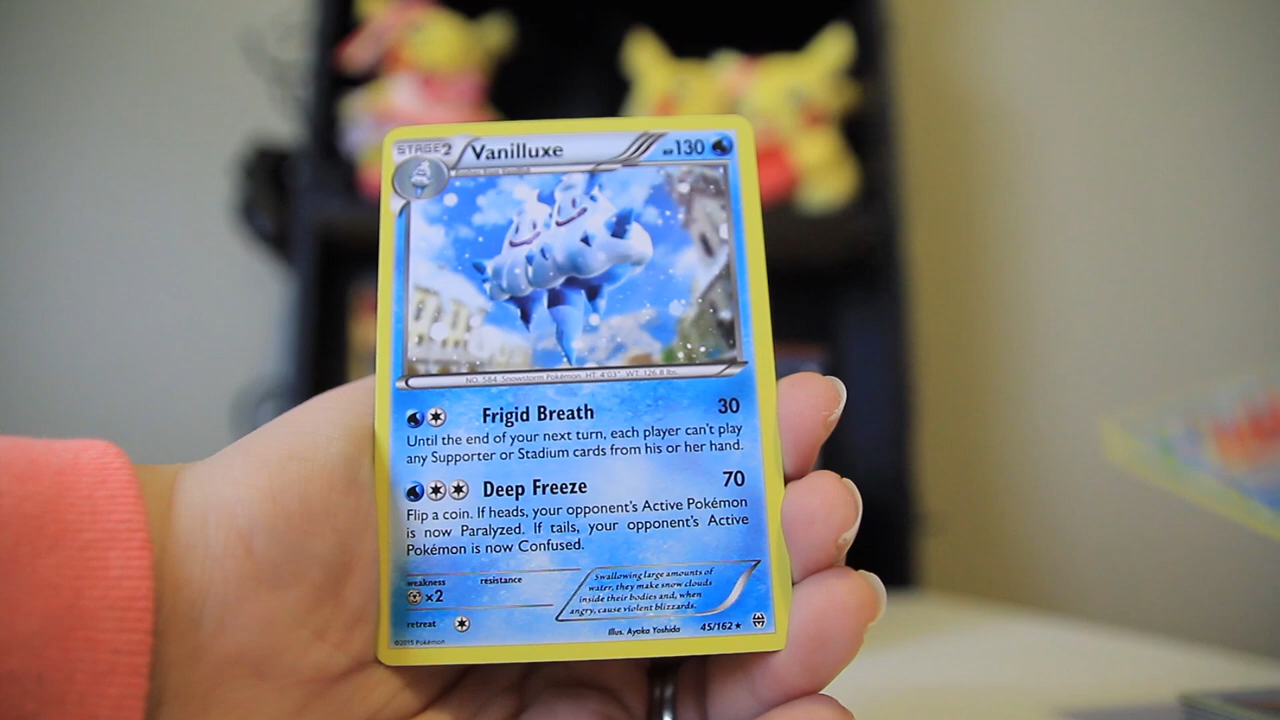 STAGE2 Vanilluxe HP130
NO. 584 Snowstorm Pokémon HT: 4'03" WT: 126.8 lbs.
Frigid Breath 30
Until the end of your next turn, each player can't play
any Supporter or Stadium cards from his or her hand.
Deep Freeze 70
Flip a coin. If heads, your opponent's Active Pokémon
is now Paralyzed. If tails, your opponent's Active
Pokémon is now Confused.
weakness resistance
×2
Swallowing large amounts of
water, they make snow clouds
inside their bodies and, when
angry, cause violent blizzards.
retreat
Illus. Ayaka Yoshida 45/162★
©2015 Pokémon